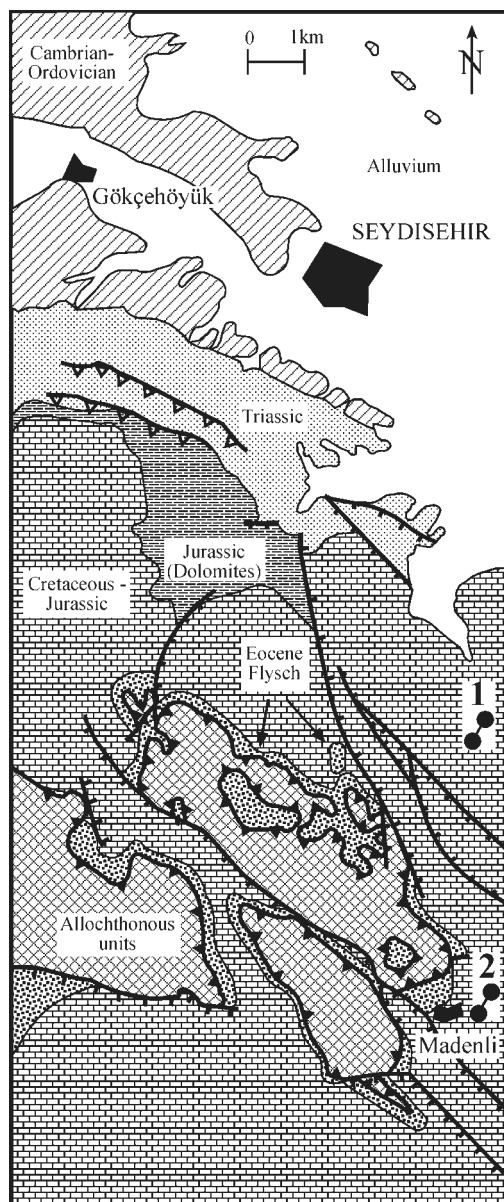 Cambrian-
Ordovician
0 1km
N
Alluvium
Gökçehöyük
SEYDISEHIR
Triassic
Jurassic
(Dolomites)
Cretaceous -
Jurassic
Eocene
Flysch
1
Allochthonous
units
2
Madenli